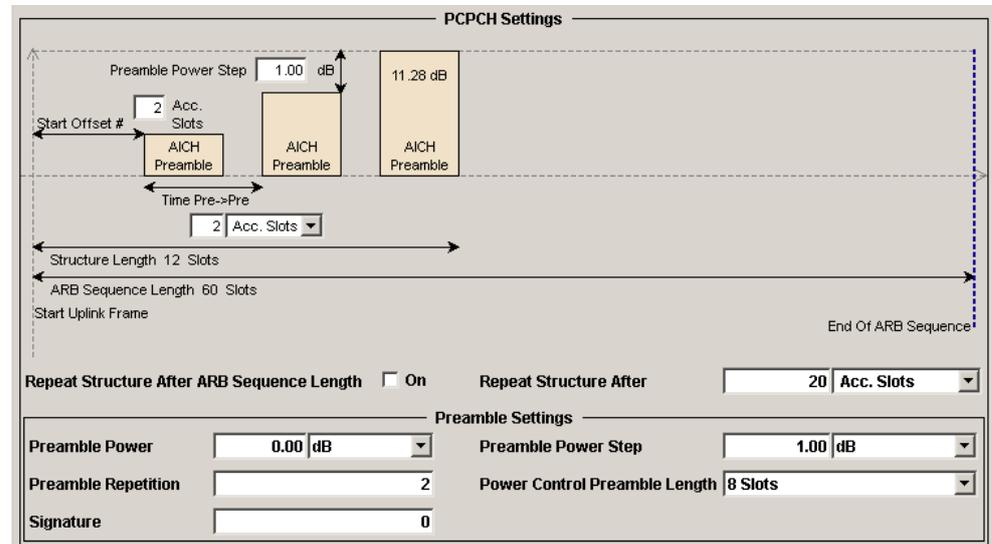 PCPCH Settings
Preamble Power Step 1.00 dB
11.28 dB
2 Acc. Slots
Start Offset #
AICH Preamble
AICH Preamble
AICH Preamble
Time Pre->Pre
2 Acc. Slots
Structure Length 12 Slots
ARB Sequence Length 60 Slots
Start Uplink Frame
End Of ARB Sequence
Repeat Structure After ARB Sequence Length On
Repeat Structure After 20 Acc. Slots
Preamble Settings
Preamble Power 0.00 dB
Preamble Power Step 1.00 dB
Preamble Repetition 2
Power Control Preamble Length 8 Slots
Signature 0